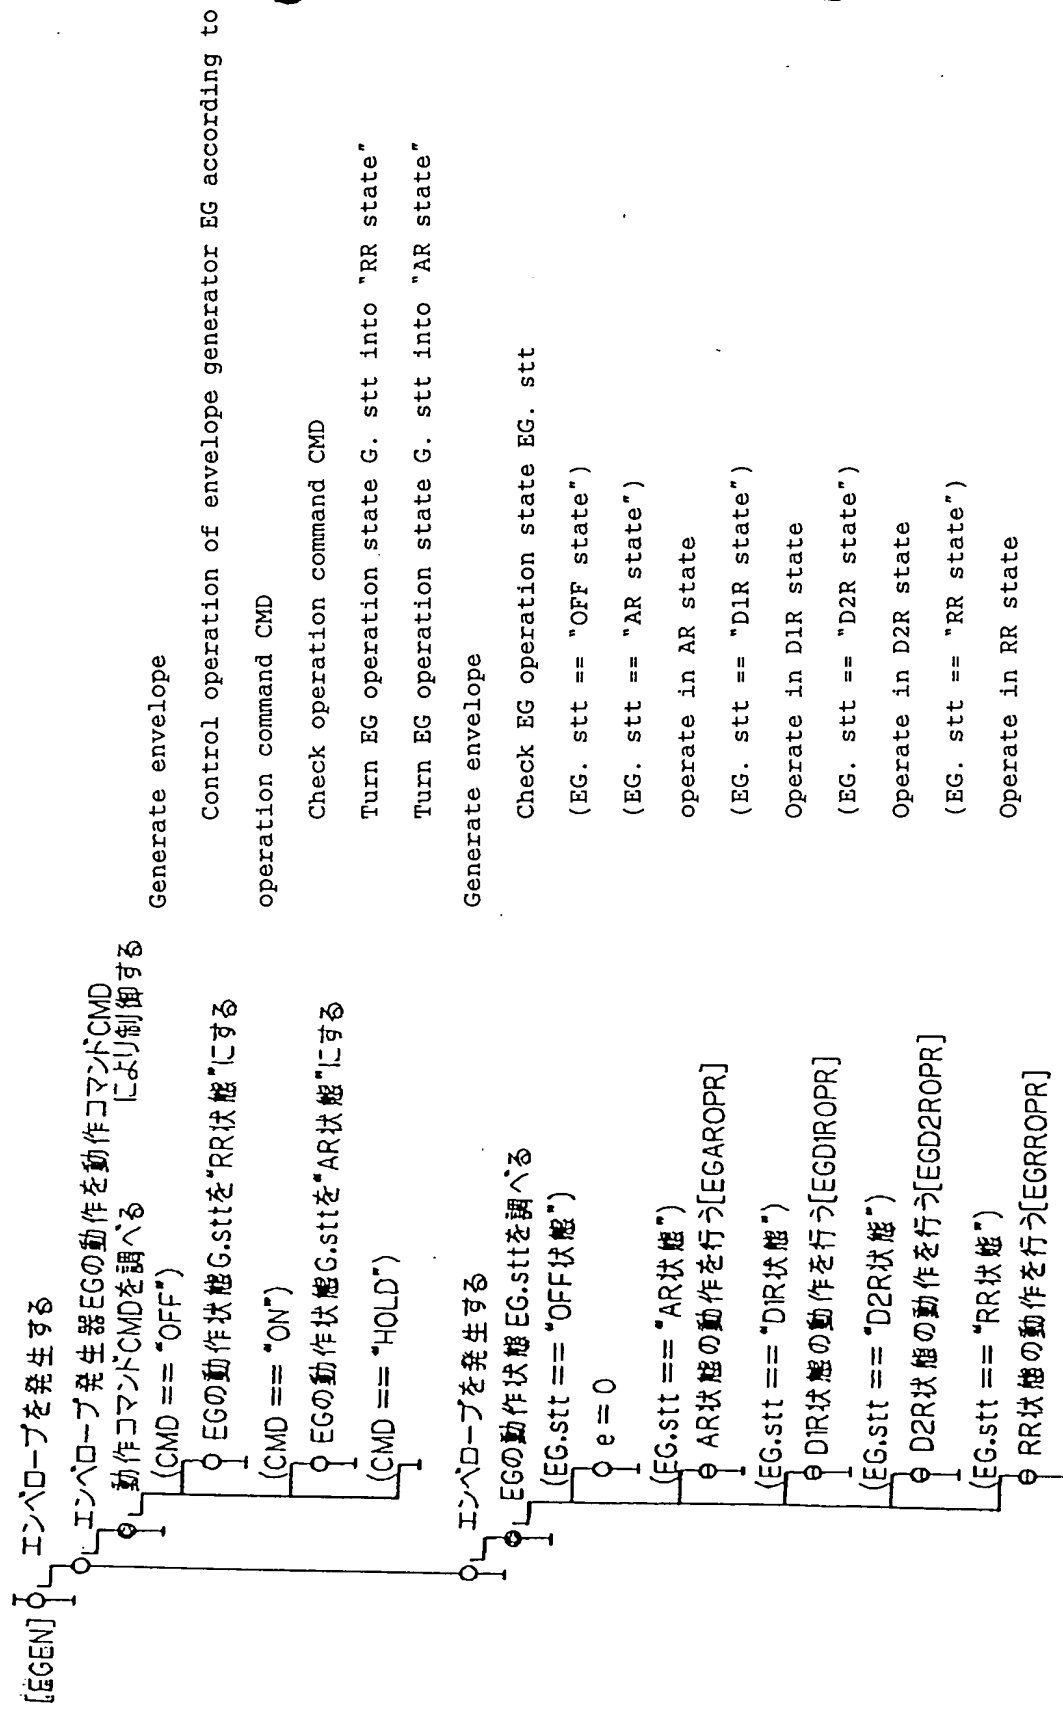 [EGEN]
エンベロープを発生する
エンベロープ発生器EGの動作を動作コマンドCMD
により制御する
動作コマンドCMDを調べる
(CMD == “OFF”)
EGの動作状態G.sttを“RR状態”にする
(CMD == “ON”)
EGの動作状態G.sttを“AR状態”にする
(CMD == “HOLD”)
エンベロープを発生する
EGの動作状態EG.sttを調べる
(EG.stt == “OFF状態”)
e = 0
(EG.stt == “AR状態”)
AR状態の動作を行う[EGAROPR]
(EG.stt == “D1R状態”)
D1R状態の動作を行う[EGD1ROPR]
(EG.stt == “D2R状態”)
D2R状態の動作を行う[EGD2ROPR]
(EG.stt == “RR状態”)
RR状態の動作を行う[EGRROPR]
Generate envelope
Control operation of envelope generator EG according to
operation command CMD
Check operation command CMD
Turn EG operation state G. stt into "RR state"
Turn EG operation state G. stt into "AR state"
Generate envelope
Check EG operation state EG. stt
(EG. stt == "OFF state")
(EG. stt == "AR state")
operate in AR state
(EG. stt == "D1R state")
Operate in D1R state
(EG. stt == "D2R state")
Operate in D2R state
(EG. stt == "RR state")
Operate in RR state